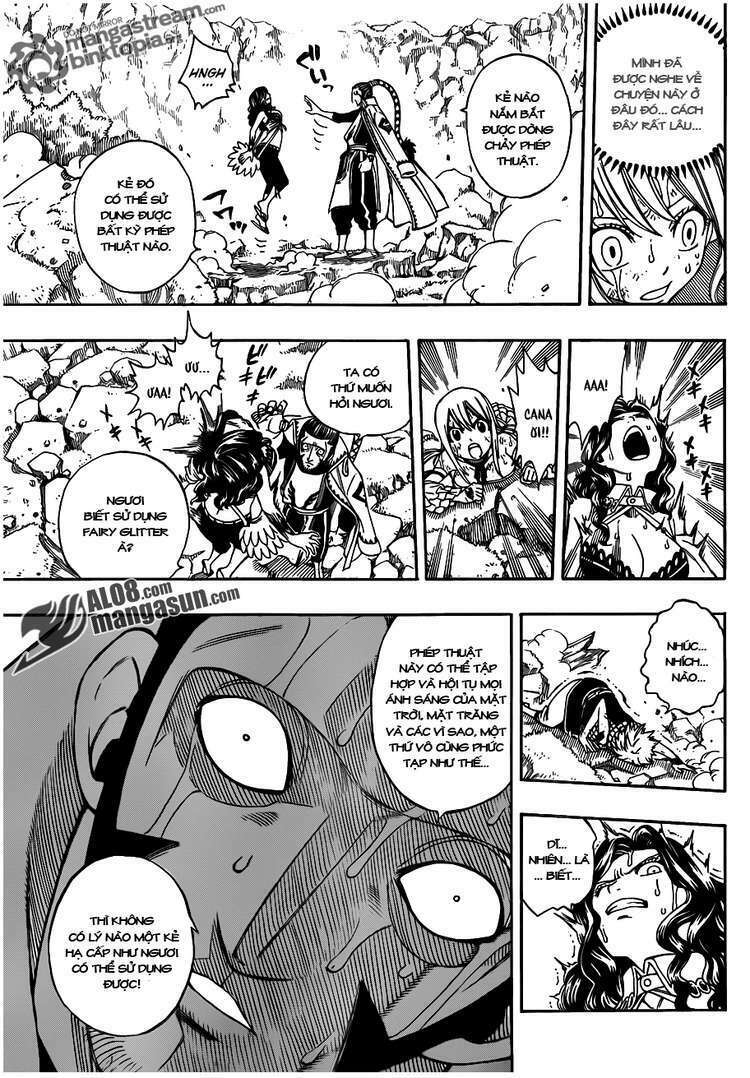 DO NOT MIRROR
mangastream.com
binktopia
MÌNH ĐÃ
ĐƯỢC NGHE VỀ
CHUYỆN NÀY Ở
ĐÂU ĐÓ... CÁCH
ĐÂY RẤT LÂU...
KẺ NÀO
NẮM BẮT
ĐƯỢC DÒNG
CHẢY PHÉP
THUẬT.
HNGH
...
KẺ ĐÓ
CÓ THỂ SỬ
DỤNG ĐƯỢC
BẤT KỲ PHÉP
THUẬT NÀO.
AAA!
CANA
ƠI!!
TA CÓ
THỨ MUỐN
HỎI NGƯƠI.
ƯƯ...
ƯAA!
NGƯƠI
BIẾT SỬ DỤNG
FAIRY GLITTER
À?
AL08.com
mangasun.com
NHÚC...
NHÍCH...
NÀO...
PHÉP THUẬT
NÀY CÓ THỂ TẬP
HỢP VÀ HỘI TỤ MỌI
ÁNH SÁNG CỦA MẶT
TRỜI, MẶT TRĂNG
VÀ CÁC VÌ SAO, MỘT
THỨ VÔ CÙNG PHỨC
TẠP NHƯ THẾ...
DĨ...
NHIÊN... LÀ
... BIẾT...
THÌ KHÔNG
CÓ LÝ NÀO MỘT KẺ
HẠ CẤP NHƯ NGƯƠI
CÓ THỂ SỬ DỤNG
ĐƯỢC!